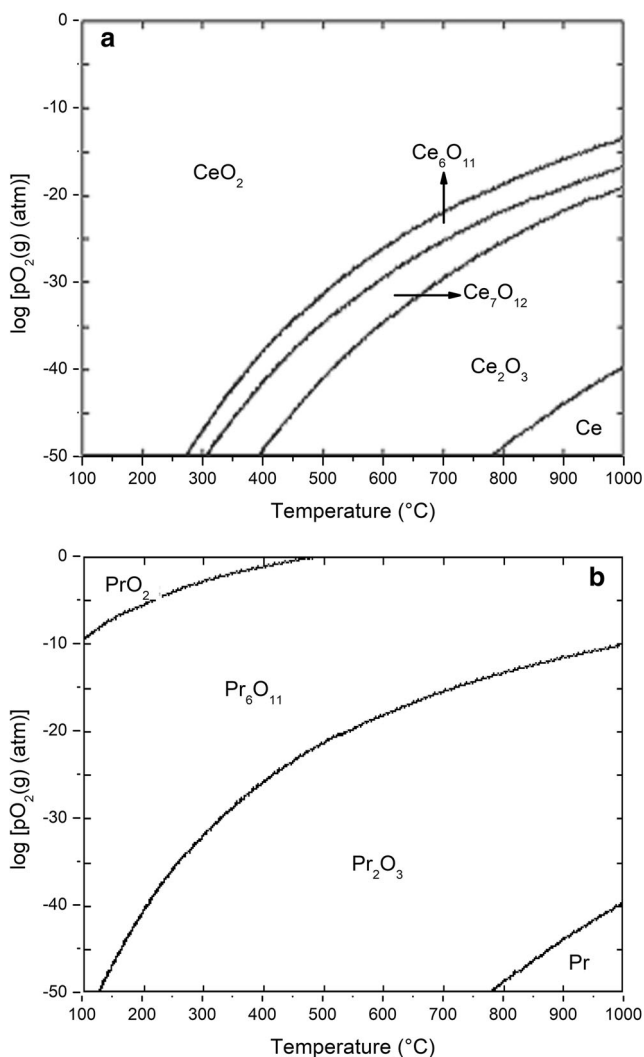 a
0
-10
-20
-30
-40
-50
log [pO₂(g) (atm)]
CeO₂
Ce₆O₁₁
Ce₇O₁₂
Ce₂O₃
Ce
100 200 300 400 500 600 700 800 900 1000
Temperature (°C)
b
0
-10
-20
-30
-40
-50
log [pO₂(g) (atm)]
PrO₂
Pr₆O₁₁
Pr₂O₃
Pr
100 200 300 400 500 600 700 800 900 1000
Temperature (°C)